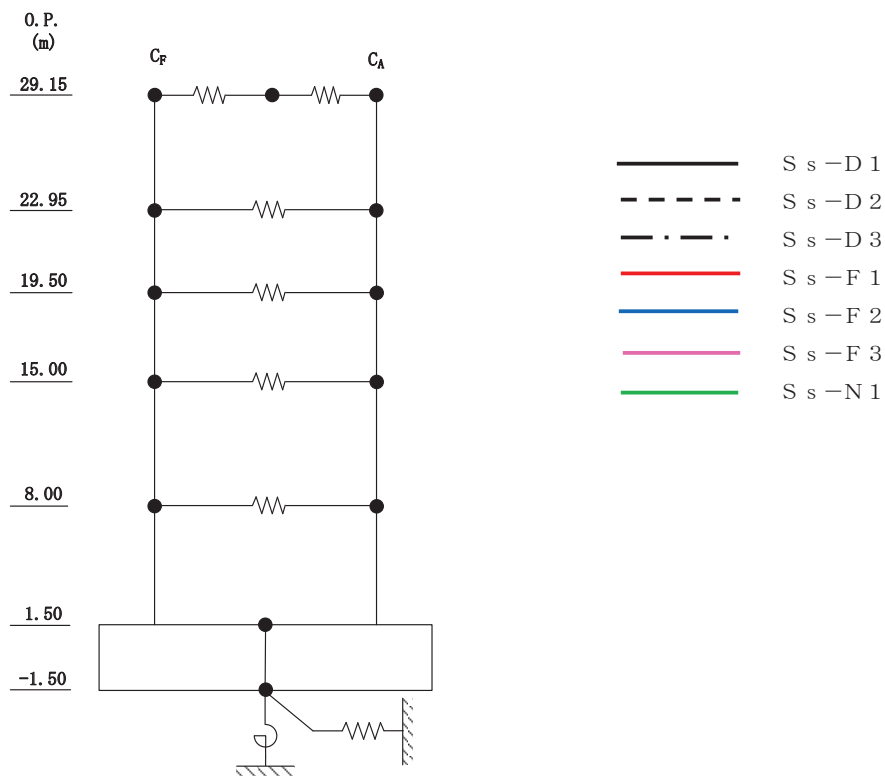 O.P.
(m)
C_F
C_A
29.15
22.95
19.50
15.00
8.00
1.50
-1.50
Ｓｓ－Ｄ１
Ｓｓ－Ｄ２
Ｓｓ－Ｄ３
Ｓｓ－Ｆ１
Ｓｓ－Ｆ２
Ｓｓ－Ｆ３
Ｓｓ－Ｎ１